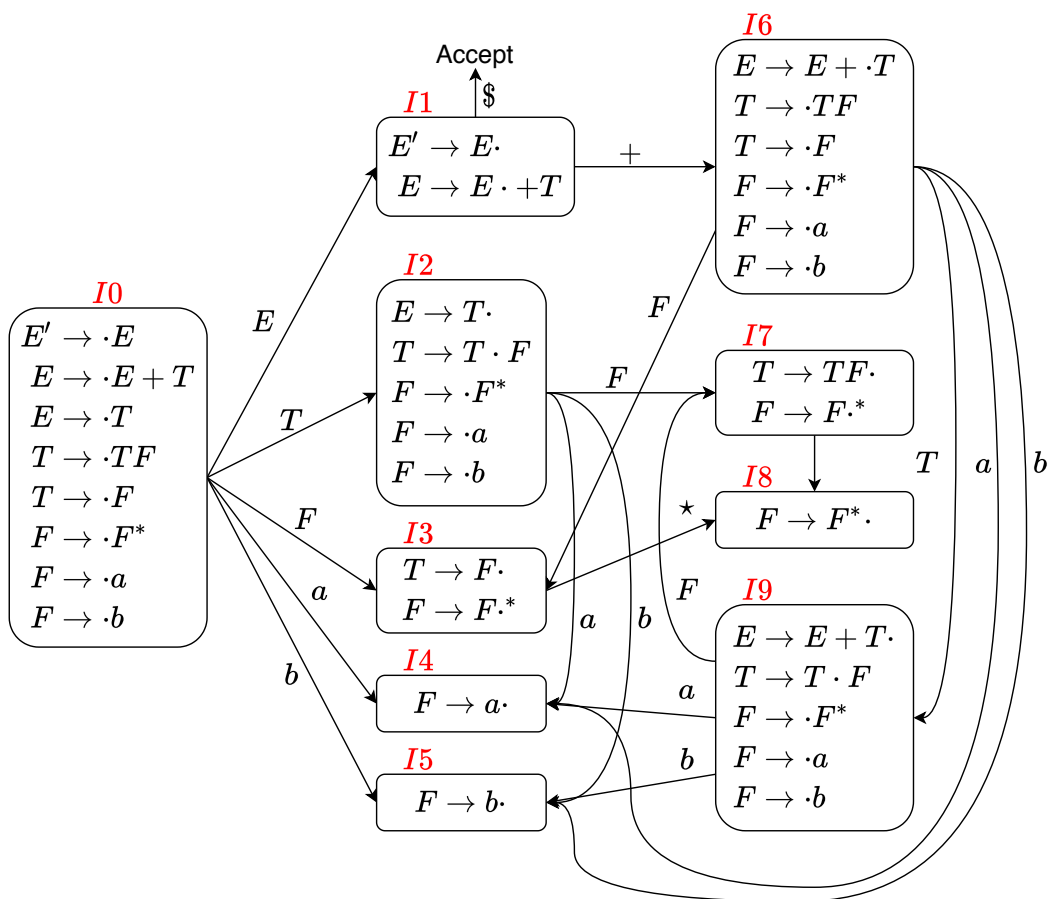 Accept
$
I1
E′ → E·
E → E · +T
+
I6
E → E + ·T
T → ·TF
T → ·F
F → ·F*
F → ·a
F → ·b
I0
E′ → ·E
E → ·E + T
E → ·T
T → ·TF
T → ·F
F → ·F*
F → ·a
F → ·b
E
T
F
a
b
I2
E → T·
T → T · F
F → ·F*
F → ·a
F → ·b
F
F
a
b
I3
T → F·
F → F·*
⋆
I4
F → a·
I5
F → b·
I7
T → TF·
F → F·*
I8
F → F*·
I9
E → E + T·
T → T · F
F → ·F*
F → ·a
F → ·b
F
a
b
T
a
b